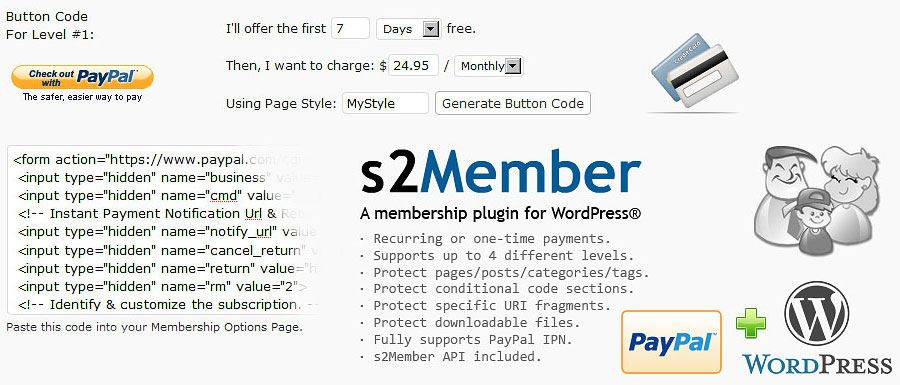 Button Code
For Level #1:
I'll offer the first 7 Days free.
Then, I want to charge: $ 24.95 / Monthly
Using Page Style: MyStyle Generate Button Code
Check out with PayPal
The safer, easier way to pay
Credit Card
<form action="https://www.paypal.com/
<input type="hidden" name="business" value=
<input type="hidden" name="cmd" value=
<!-- Instant Payment Notification Url &
<input type="hidden" name="notify_url"
<input type="hidden" name="cancel_return"
<input type="hidden" name="return" value=
<input type="hidden" name="rm" value="2">
<!-- Identify & customize the subscription. --
Paste this code into your Membership Options Page.
s2Member
A membership plugin for WordPress®
· Recurring or one-time payments.
· Supports up to 4 different levels.
· Protect pages/posts/categories/tags.
· Protect conditional code sections.
· Protect specific URI fragments.
· Protect downloadable files.
· Fully supports PayPal IPN.
· s2Member API included.
PayPal™
WORDPRESS